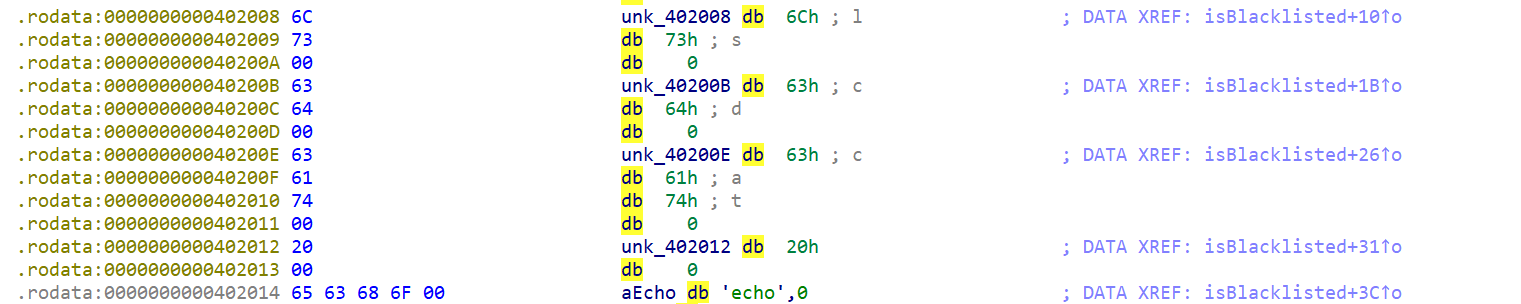 .rodata:0000000000402008 6C unk_402008 db 6Ch ; l ; DATA XREF: isBlacklisted+10↑o
.rodata:0000000000402009 73 db 73h ; s
.rodata:000000000040200A 00 db 0
.rodata:000000000040200B 63 unk_40200B db 63h ; c ; DATA XREF: isBlacklisted+1B↑o
.rodata:000000000040200C 64 db 64h ; d
.rodata:000000000040200D 00 db 0
.rodata:000000000040200E 63 unk_40200E db 63h ; c ; DATA XREF: isBlacklisted+26↑o
.rodata:000000000040200F 61 db 61h ; a
.rodata:0000000000402010 74 db 74h ; t
.rodata:0000000000402011 00 db 0
.rodata:0000000000402012 20 unk_402012 db 20h ; DATA XREF: isBlacklisted+31↑o
.rodata:0000000000402013 00 db 0
.rodata:0000000000402014 65 63 68 6F 00 aEcho db 'echo',0 ; DATA XREF: isBlacklisted+3C↑o